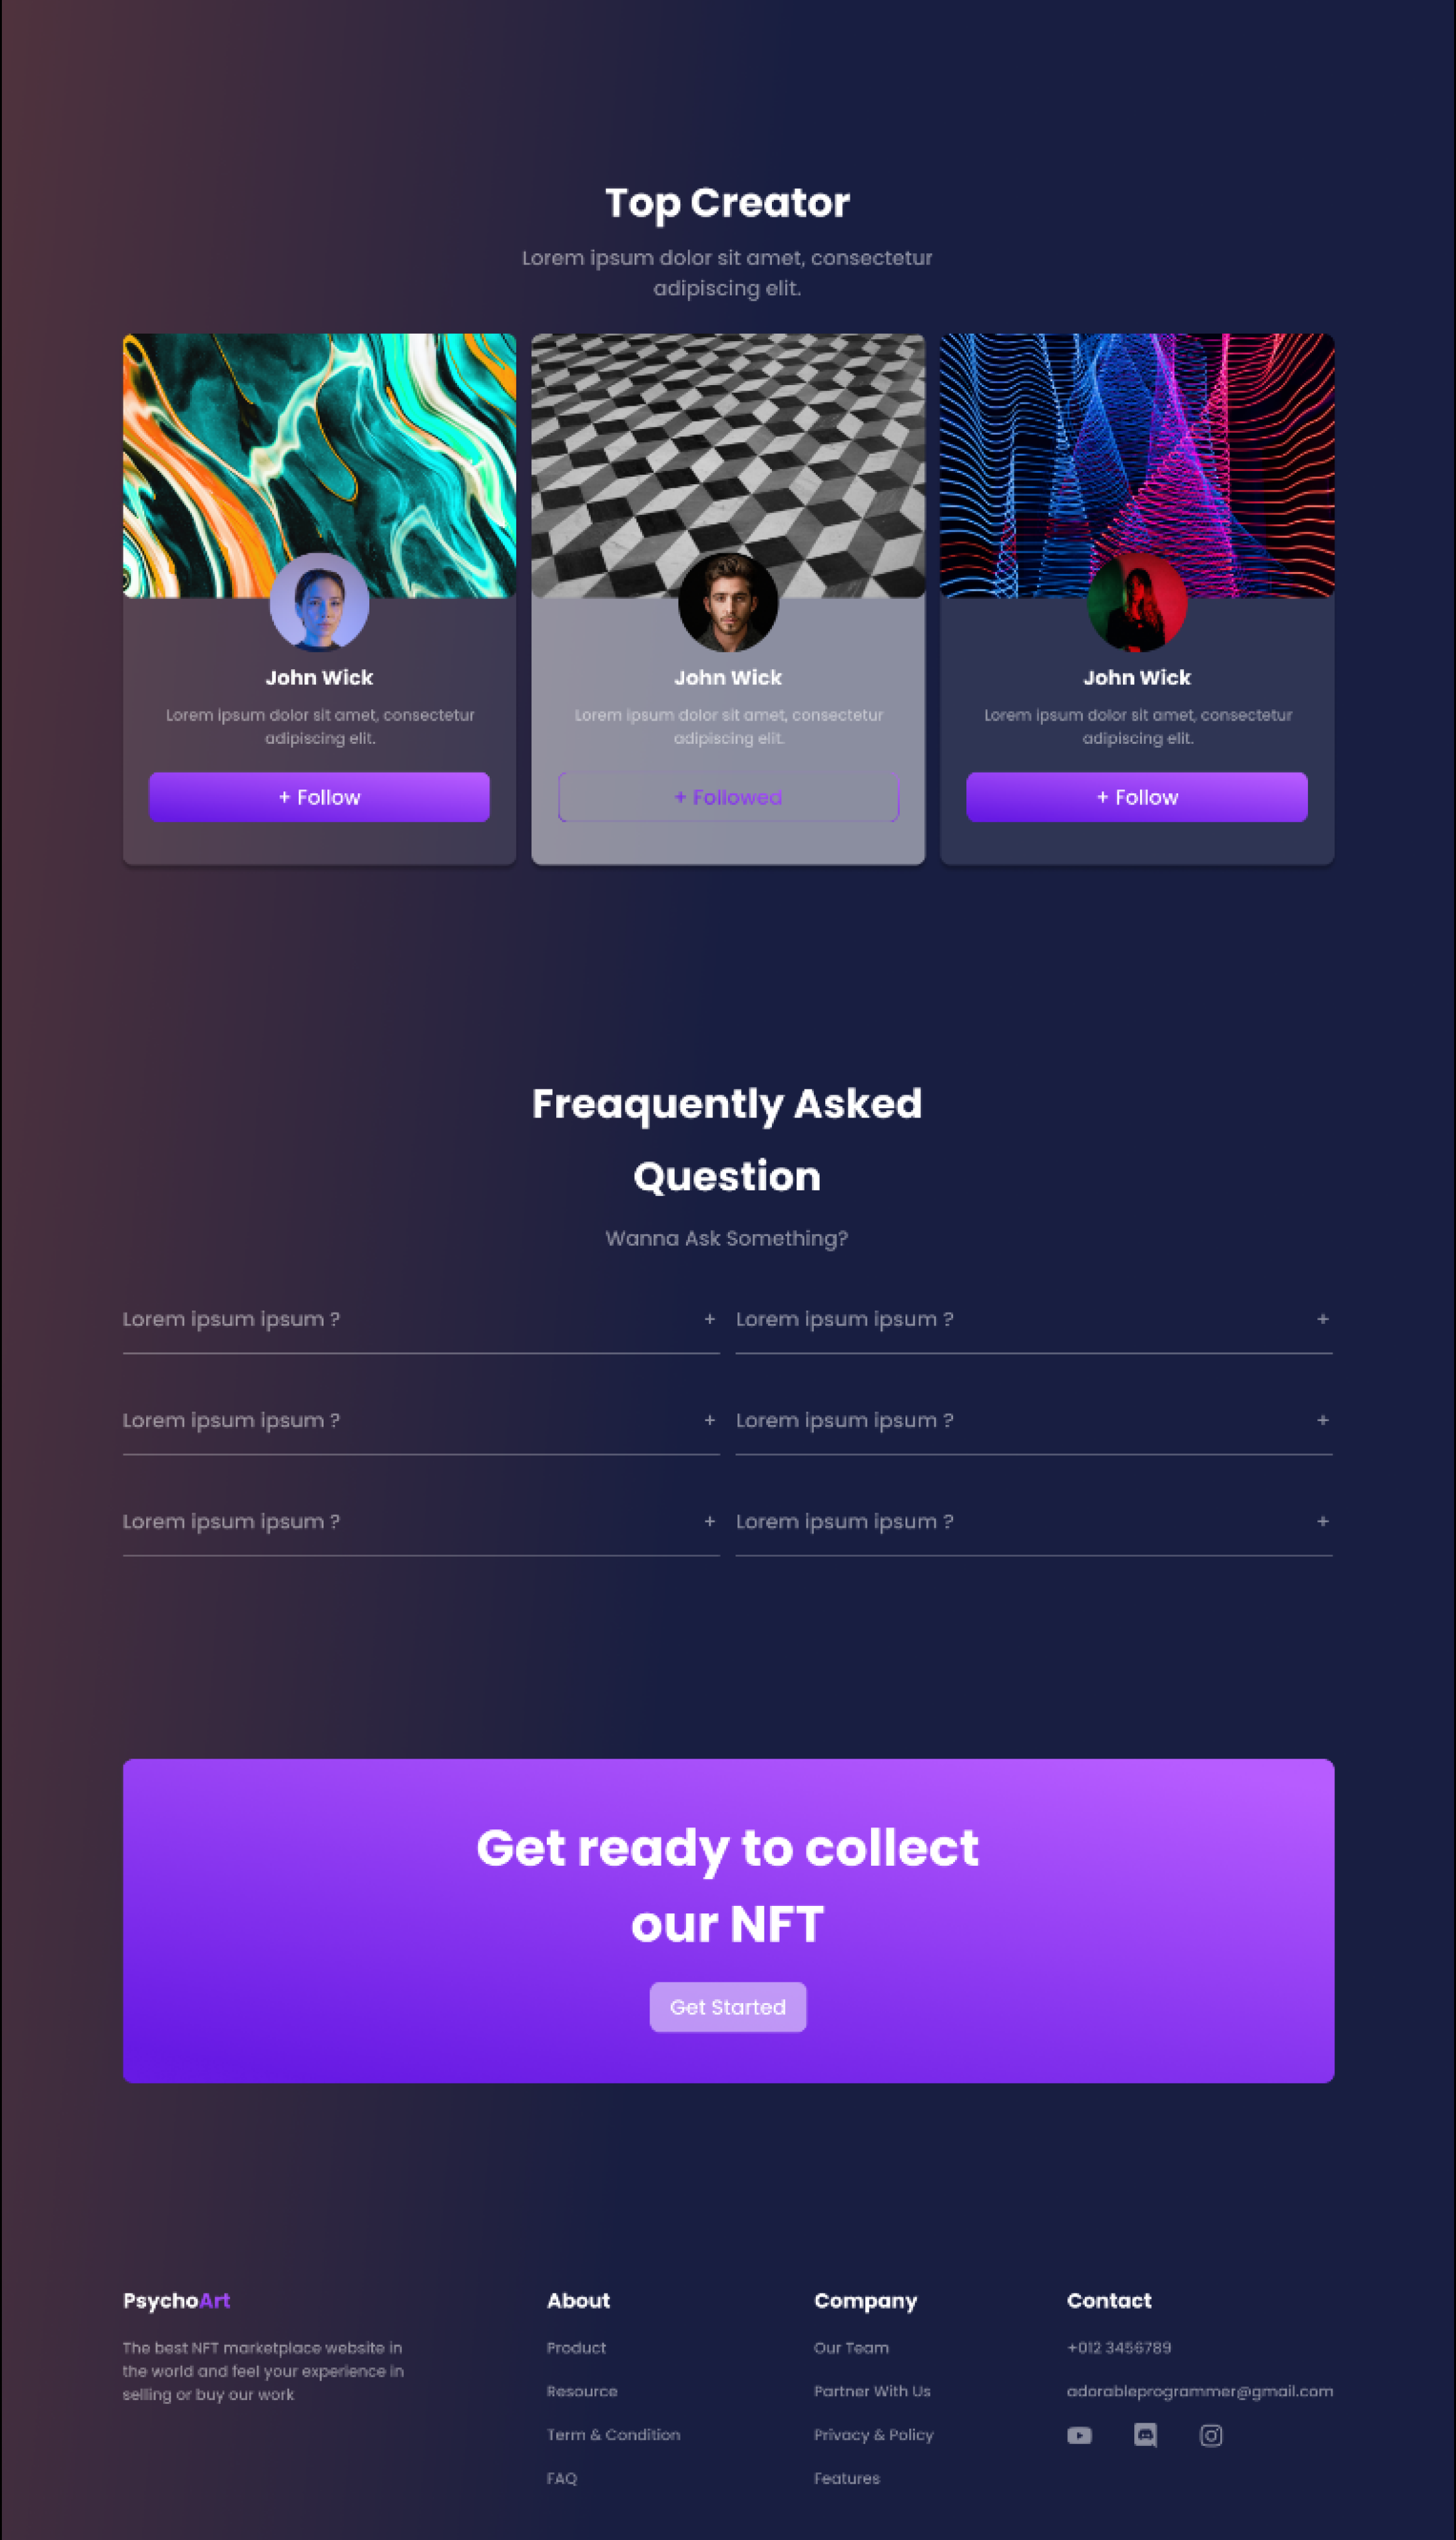 Top Creator
Lorem ipsum dolor sit amet, consectetur
adipiscing elit.
John Wick
Lorem ipsum dolor sit amet, consectetur
adipiscing elit.
+ Follow
John Wick
Lorem ipsum dolor sit amet, consectetur
adipiscing elit.
+ Followed
John Wick
Lorem ipsum dolor sit amet, consectetur
adipiscing elit.
+ Follow
Freaquently Asked
Question
Wanna Ask Something?
Lorem ipsum ipsum ? +
Lorem ipsum ipsum ? +
Lorem ipsum ipsum ? +
Lorem ipsum ipsum ? +
Lorem ipsum ipsum ? +
Lorem ipsum ipsum ? +
Get ready to collect
our NFT
Get Started
PsychoArt
The best NFT marketplace website in
the world and feel your experience in
selling or buy our work
About
Product
Resource
Term & Condition
FAQ
Company
Our Team
Partner With Us
Privacy & Policy
Features
Contact
+012 3456789
adorableprogrammer@gmail.com